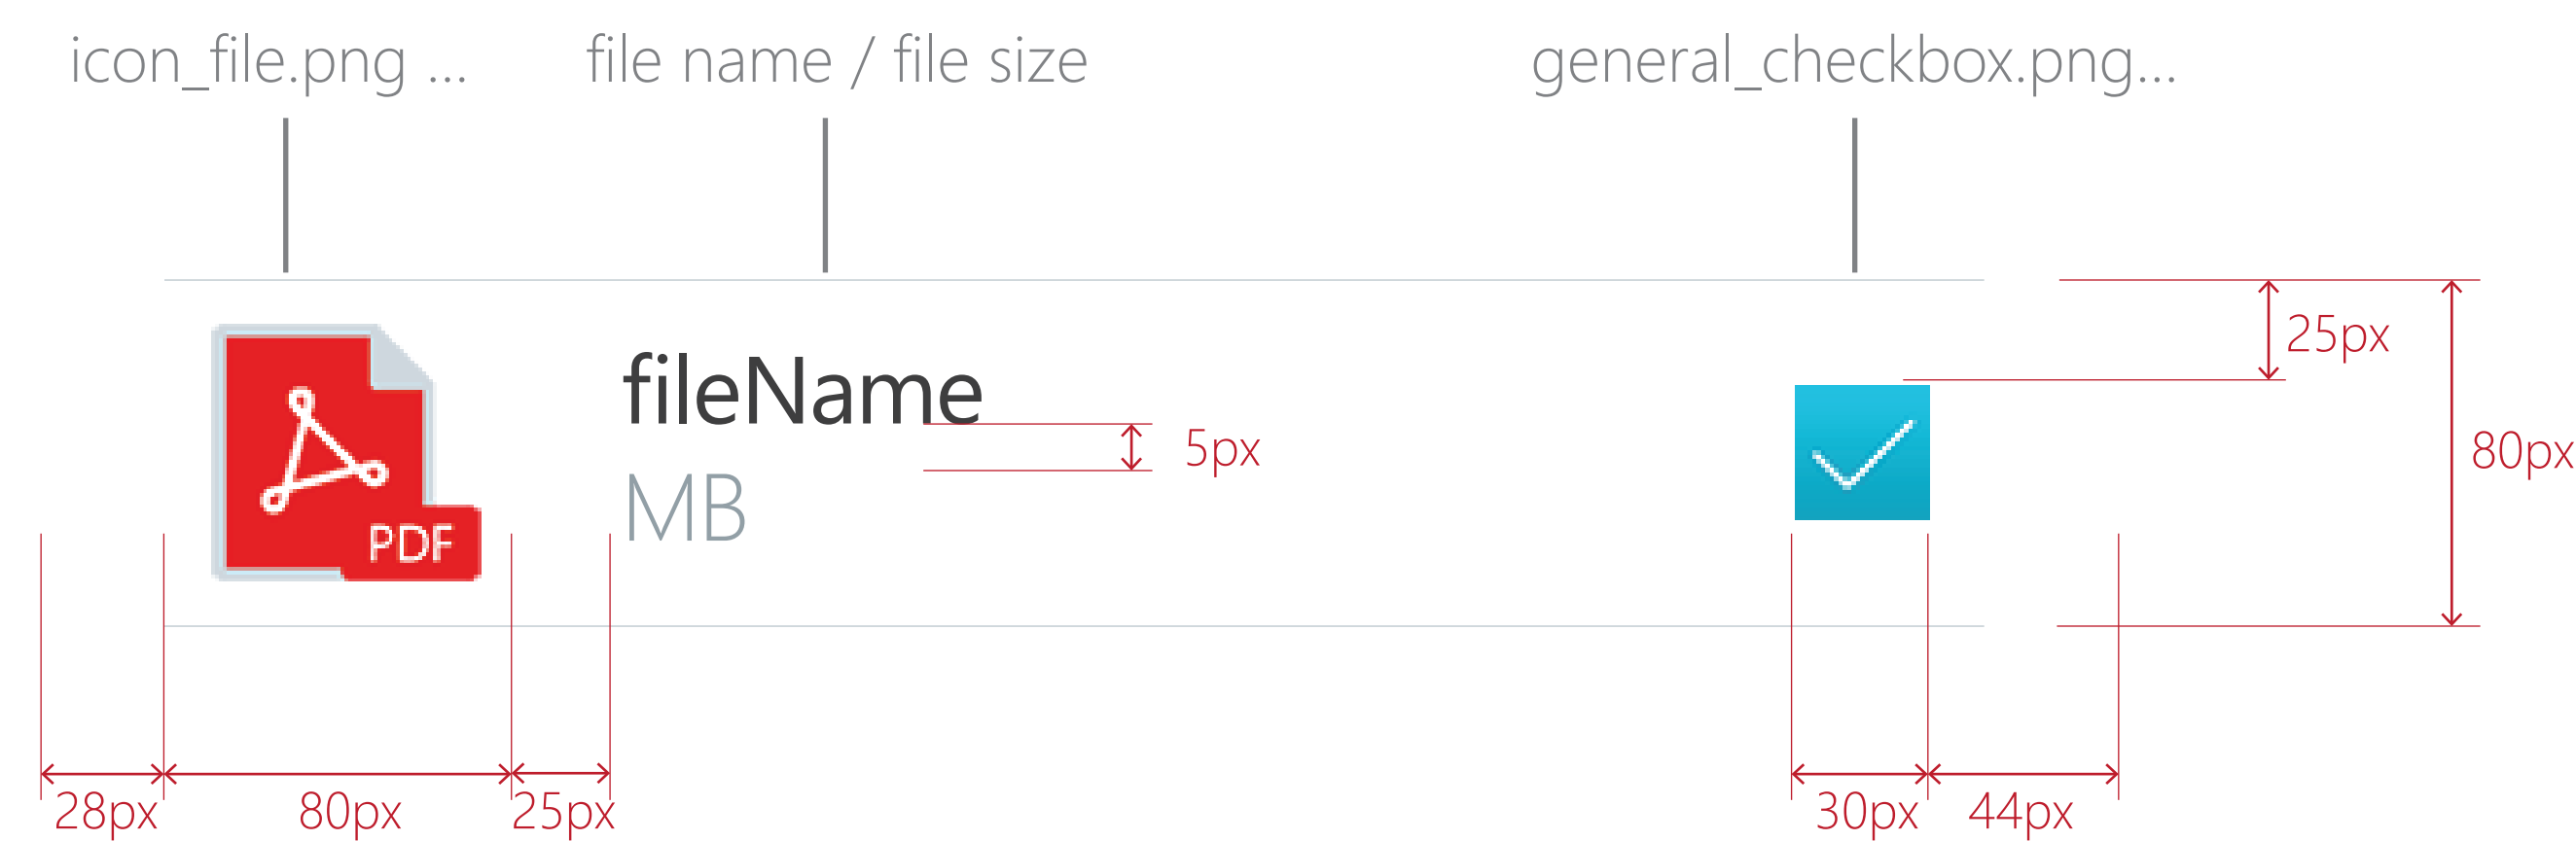 icon_file.png ...
file name / file size
general_checkbox.png...
25px
fileName
5px
80px
MB
PDF
28px
80px
25px
30px
44px